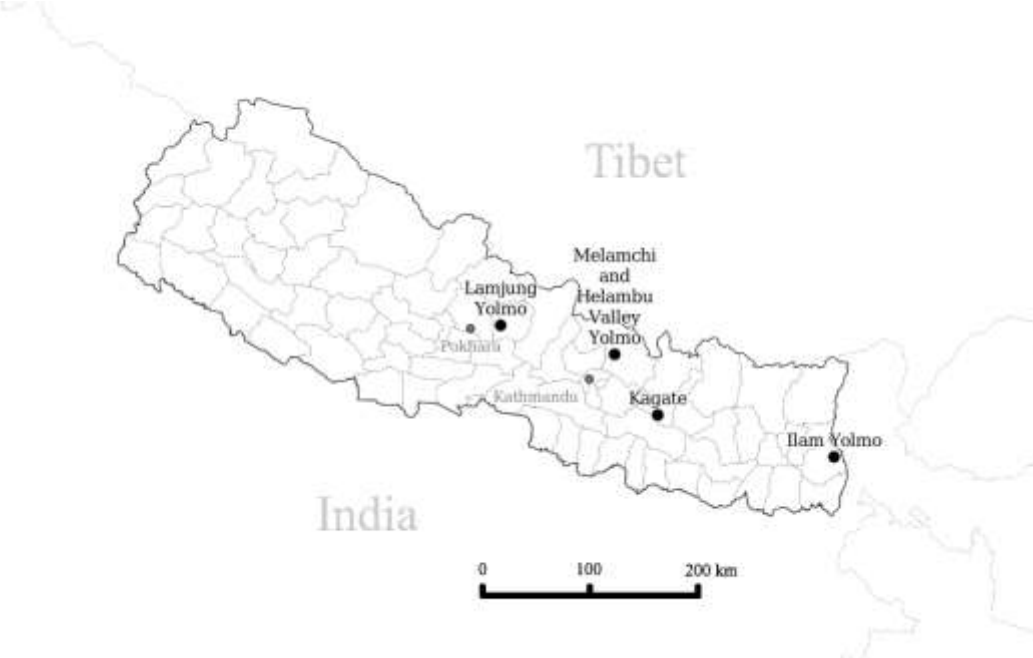 Tibet
Melamchi
and
Helambu
Valley
Yolmo
Lamjung
Yolmo
Pokhara
Kathmandu
Kagate
Ilam Yolmo
India
0 100 200 km